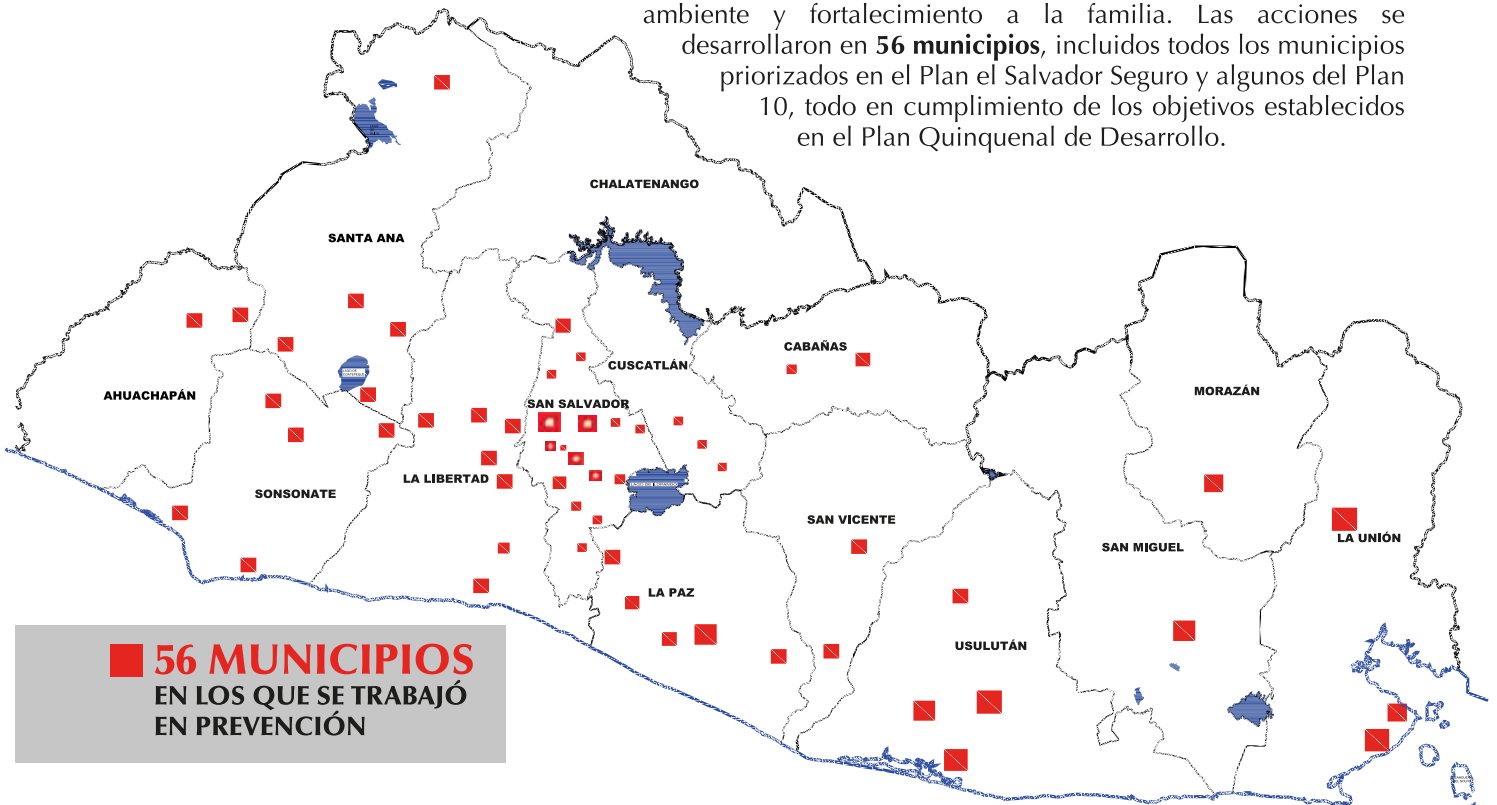 ambiente y fortalecimiento a la familia. Las acciones se
desarrollaron en 56 municipios, incluidos todos los municipios
priorizados en el Plan el Salvador Seguro y algunos del Plan
10, todo en cumplimiento de los objetivos establecidos
en el Plan Quinquenal de Desarrollo.
CHALATENANGO
SANTA ANA
CABAÑAS
CUSCATLÁN
AHUACHAPÁN
MORAZÁN
SAN SALVADOR
LA LIBERTAD
SONSONATE
SAN VICENTE
LA UNIÓN
SAN MIGUEL
LA PAZ
USULUTÁN
56 MUNICIPIOS
EN LOS QUE SE TRABAJÓ
EN PREVENCIÓN